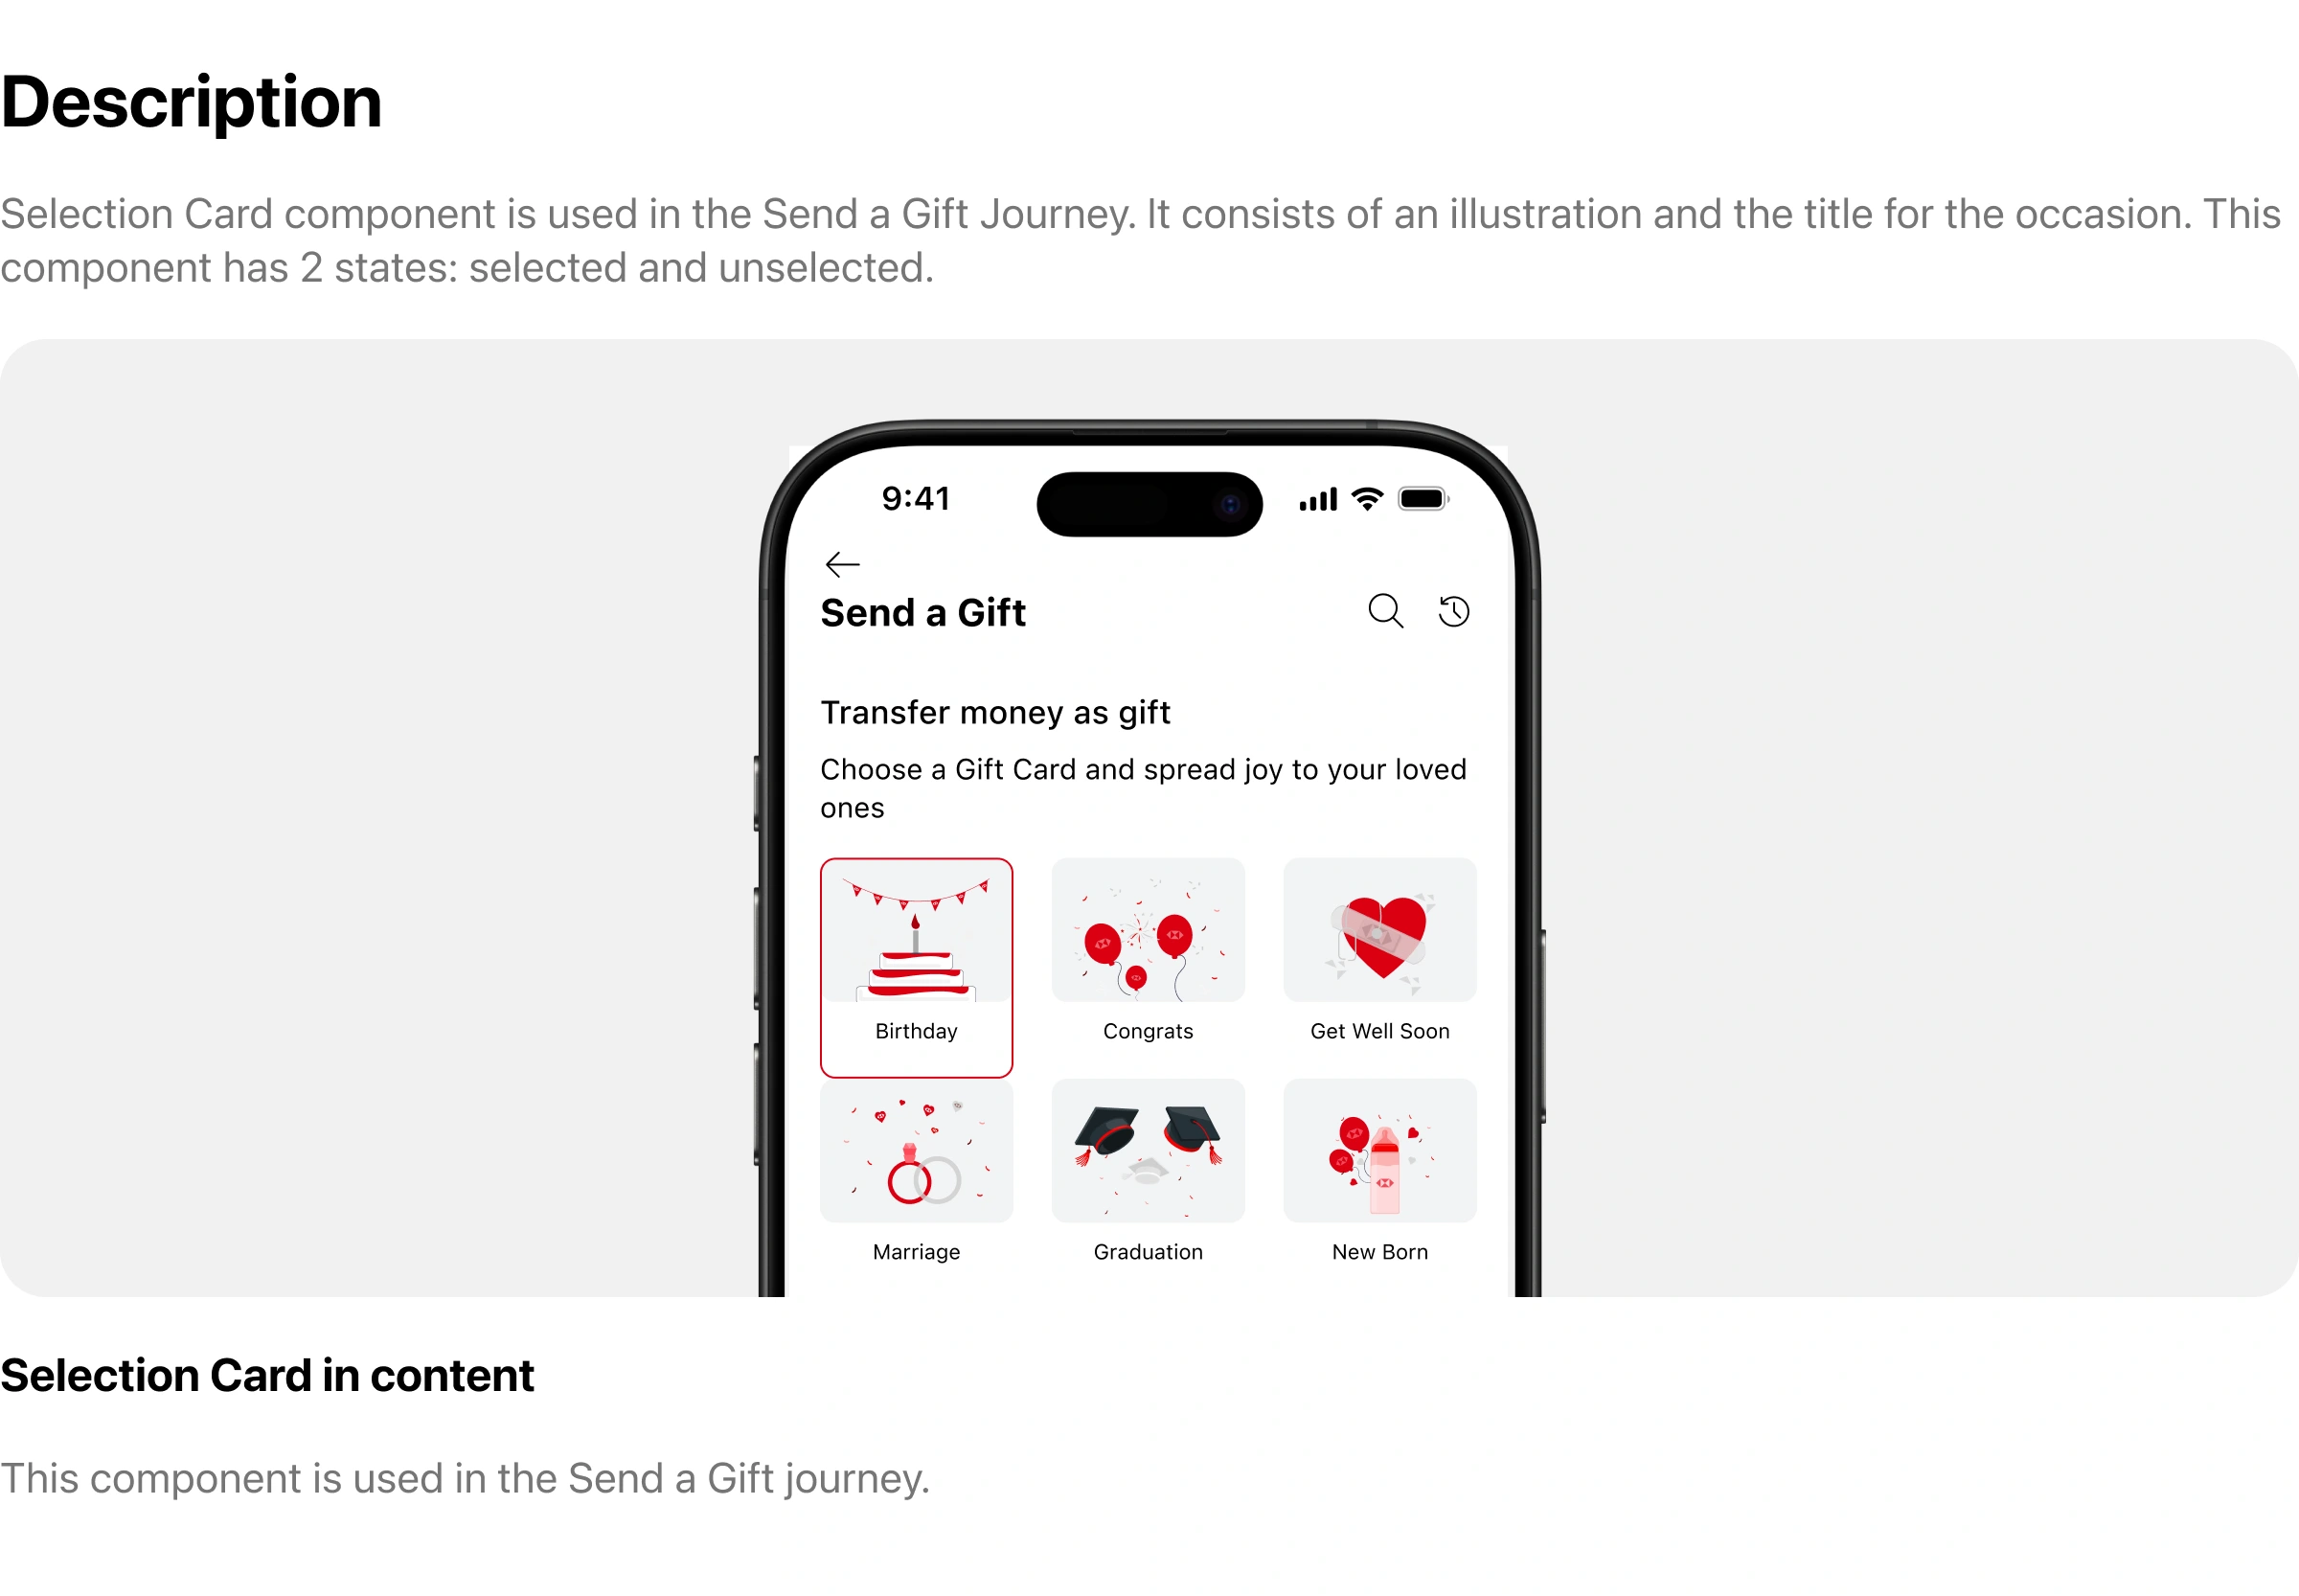 Description
Selection Card component is used in the Send a Gift Journey. It consists of an illustration and the title for the occasion. This
component has 2 states: selected and unselected.
9:41
Send a Gift
Transfer money as gift
Choose a Gift Card and spread joy to your loved
ones
Birthday
Congrats
Get Well Soon
Marriage
Graduation
New Born
Selection Card in content
This component is used in the Send a Gift journey.